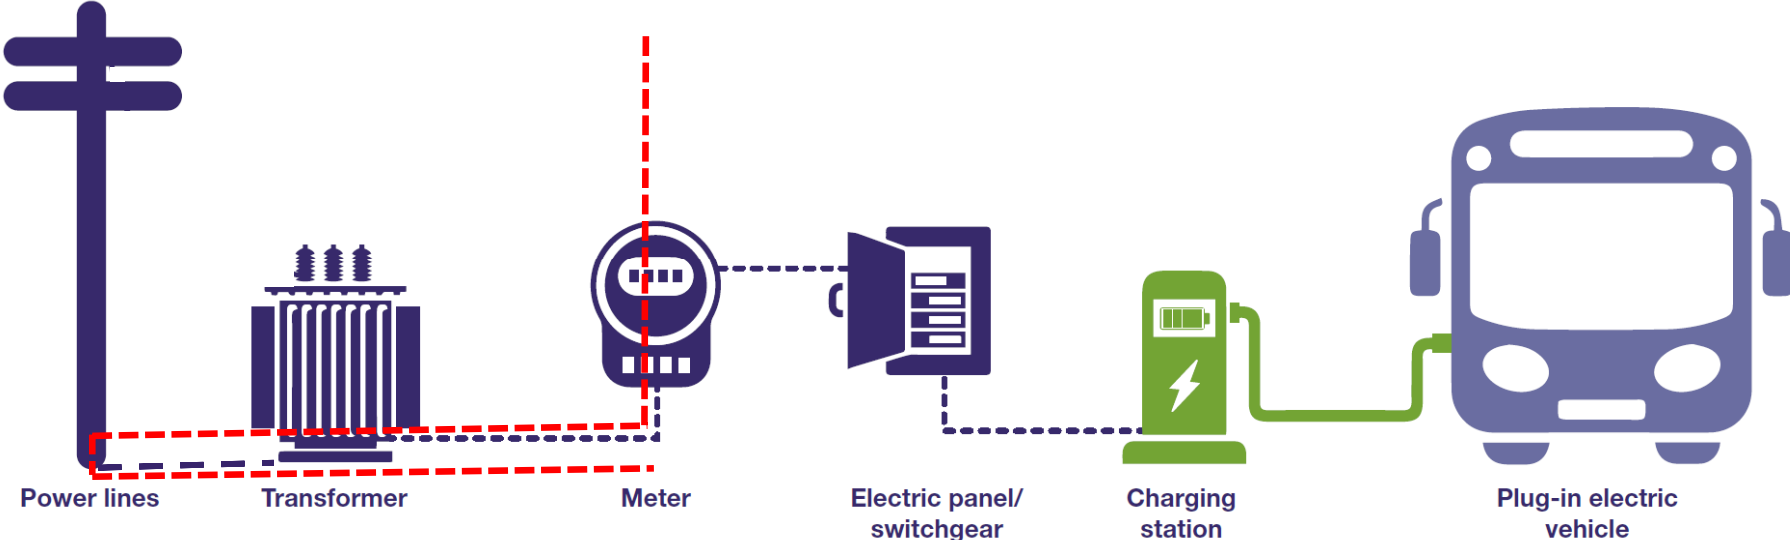 Power lines
Transformer
Meter
Electric panel/
switchgear
Charging
station
Plug-in electric
vehicle